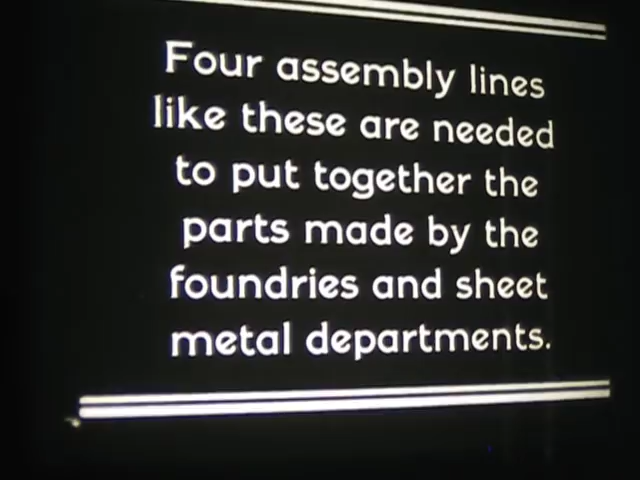 Four assembly lines
like these are needed
to put together the
parts made by the
foundries and sheet
metal departments.